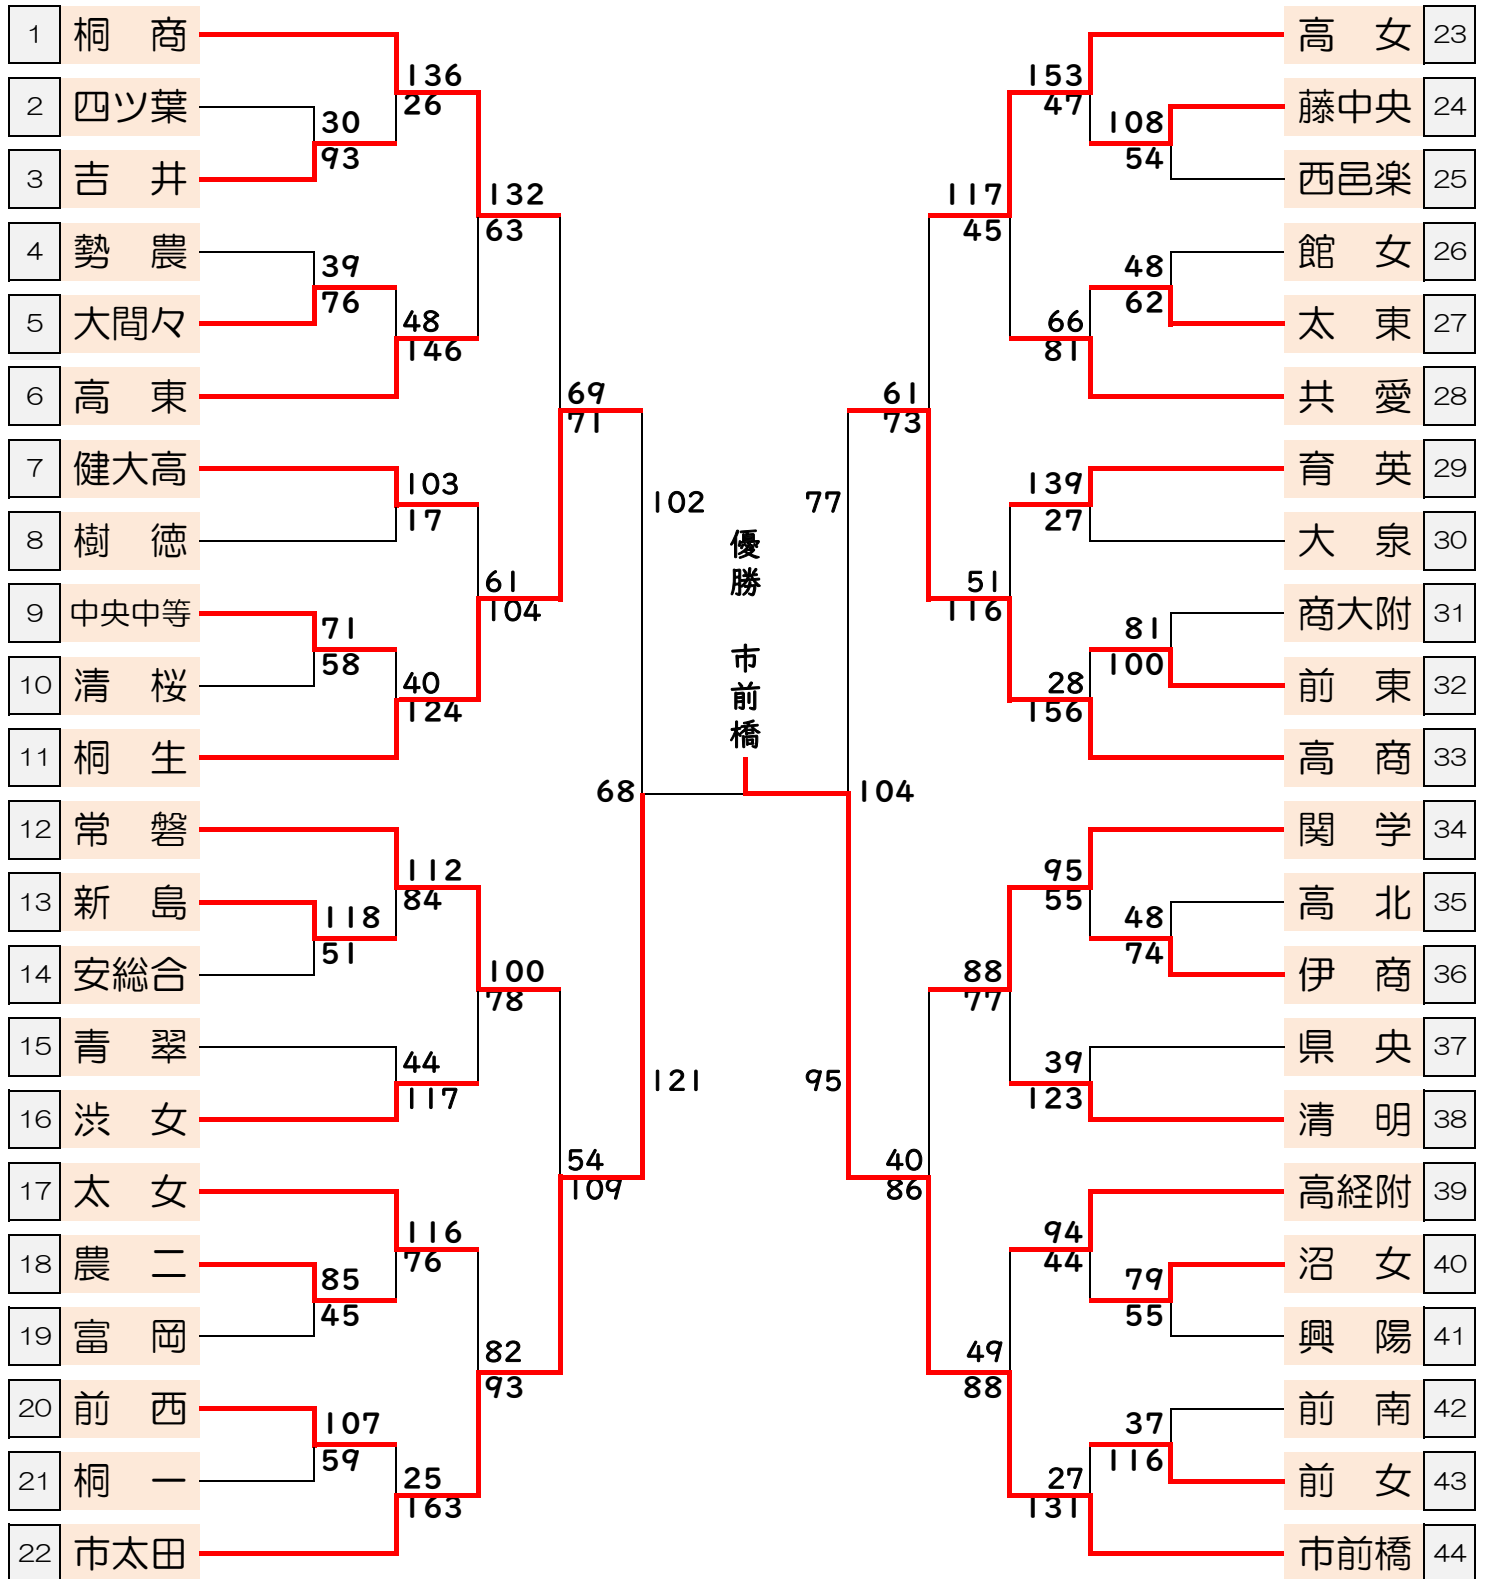 1 桐 商
2 四ツ葉
3 吉 井
4 勢 農
5 大間々
6 高 東
7 健大高
8 樹 徳
9 中央中等
10 清 桜
11 桐 生
12 常 磐
13 新 島
14 安総合
15 青 翠
16 渋 女
17 太 女
18 農 二
19 富 岡
20 前 西
21 桐 一
22 市太田
30
93
39
76
71
58
118
51
85
45
107
59
136
26
48
146
103
17
40
124
112
84
44
117
116
76
25
163
132
63
61
104
100
78
82
93
69
71
54
109
102
121
68
優勝 市前橋
104
77
95
61
73
40
86
117
45
51
116
88
77
49
88
153
47
66
81
139
27
28
156
95
55
39
123
94
44
27
131
108
54
48
62
81
100
48
74
79
55
37
116
高 女 23
藤中央 24
西邑楽 25
館 女 26
太 東 27
共 愛 28
育 英 29
大 泉 30
商大附 31
前 東 32
高 商 33
関 学 34
高 北 35
伊 商 36
県 央 37
清 明 38
高経附 39
沼 女 40
興 陽 41
前 南 42
前 女 43
市前橋 44